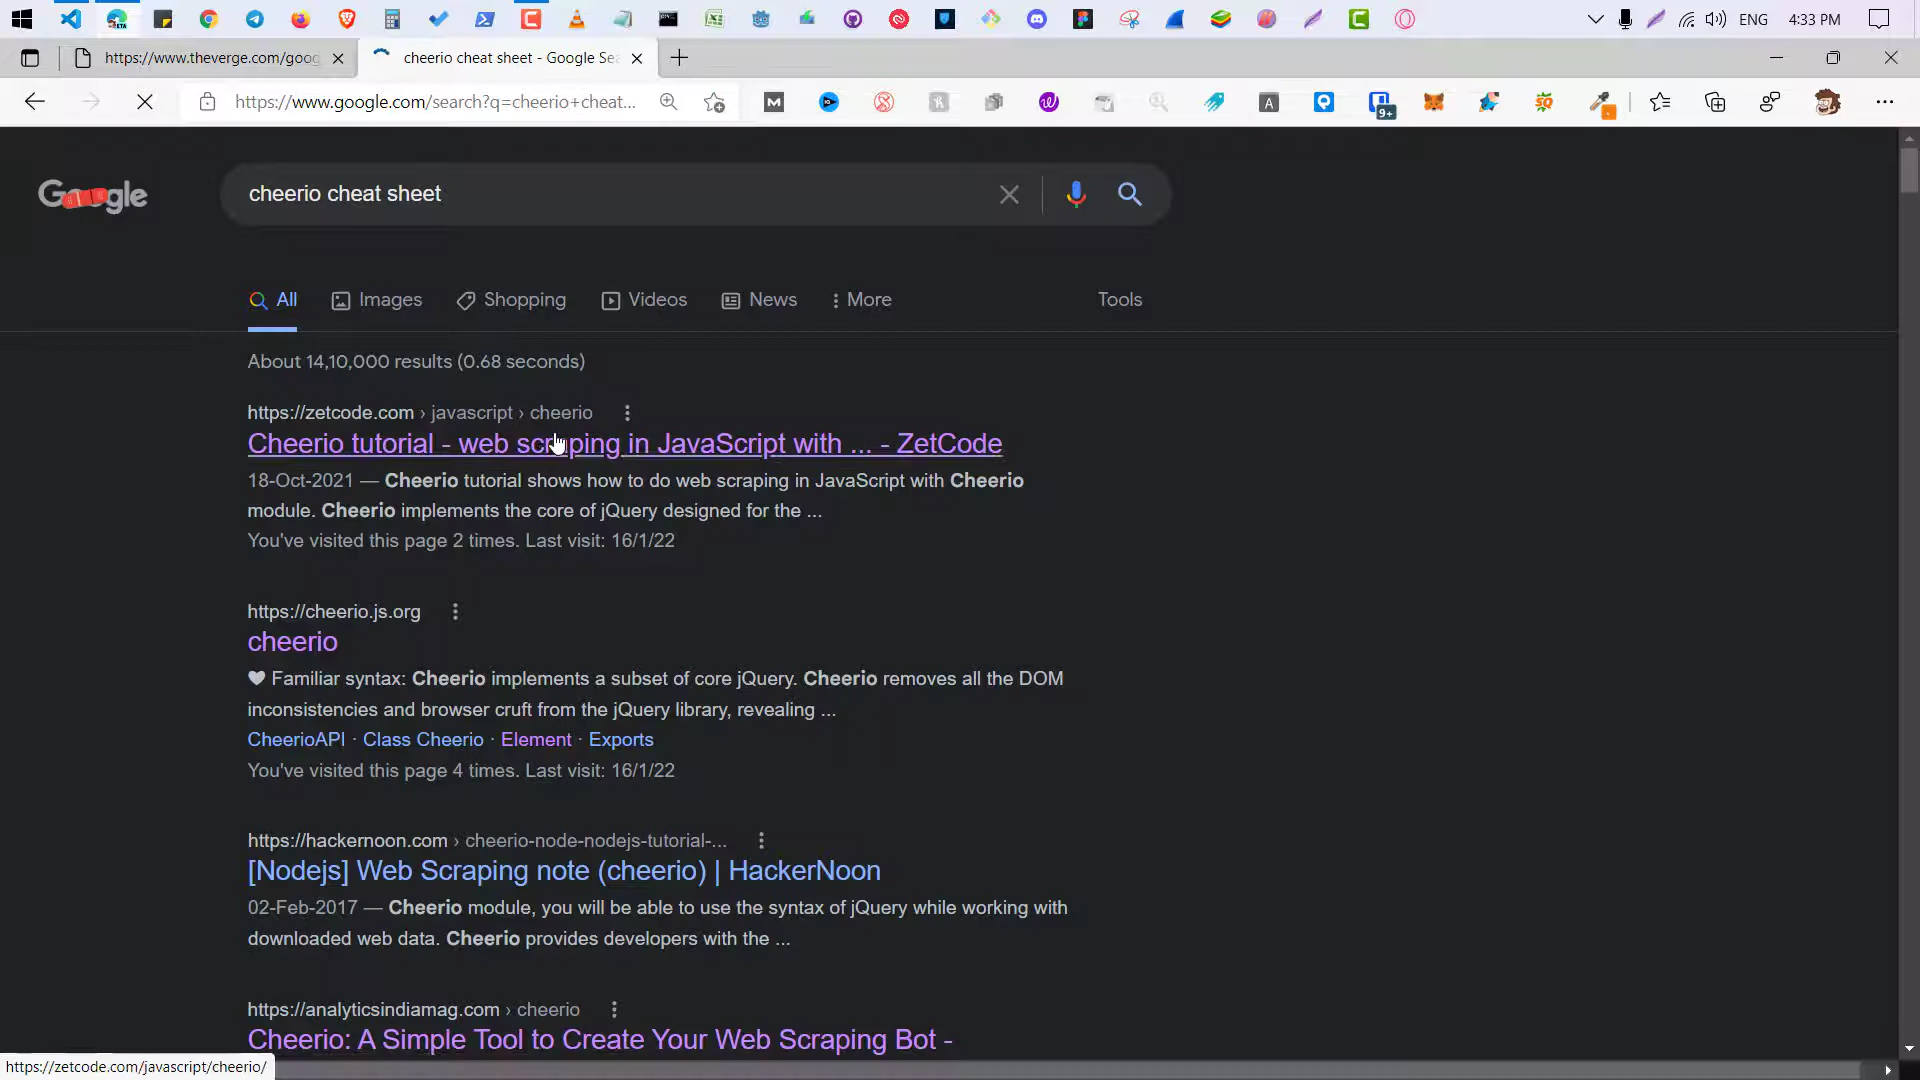 ENG
4:33 PM
https://www.theverge.com/goog
cheerio cheat sheet - Google Sea
https://www.google.com/search?q=cheerio+cheat...
9+
Google
cheerio cheat sheet
All
Images
Shopping
Videos
News
More
Tools
About 14,10,000 results (0.68 seconds)
https://zetcode.com › javascript › cheerio
Cheerio tutorial - web scraping in JavaScript with ... - ZetCode
18-Oct-2021 — Cheerio tutorial shows how to do web scraping in JavaScript with Cheerio
module. Cheerio implements the core of jQuery designed for the ...
You've visited this page 2 times. Last visit: 16/1/22
https://cheerio.js.org
cheerio
❤ Familiar syntax: Cheerio implements a subset of core jQuery. Cheerio removes all the DOM
inconsistencies and browser cruft from the jQuery library, revealing ...
CheerioAPI · Class Cheerio · Element · Exports
You've visited this page 4 times. Last visit: 16/1/22
https://hackernoon.com › cheerio-node-nodejs-tutorial-...
[Nodejs] Web Scraping note (cheerio) | HackerNoon
02-Feb-2017 — Cheerio module, you will be able to use the syntax of jQuery while working with
downloaded web data. Cheerio provides developers with the ...
https://analyticsindiamag.com › cheerio
Cheerio: A Simple Tool to Create Your Web Scraping Bot -
https://zetcode.com/javascript/cheerio/